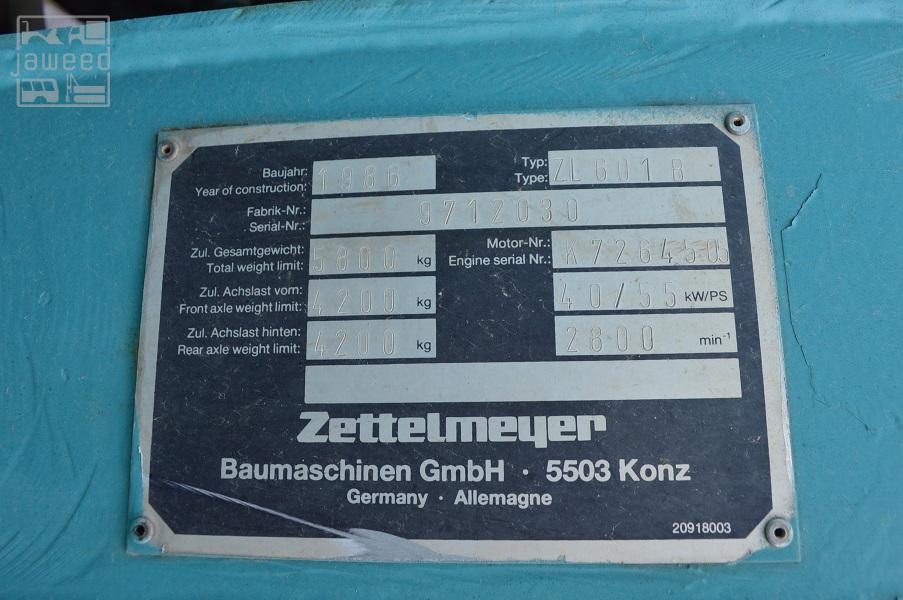 jaweed
Baujahr:
Year of construction:
1986
Typ:
Type:
ZL 601 B
Fabrik-Nr.:
Serial-Nr.:
9712030
Zul. Gesamtgewicht:
Total weight limit:
5800 kg
Motor-Nr.:
Engine serial Nr.:
Zul. Achslast vorn:
Front axle weight limit:
4200 kg
40/55 kW/PS
Zul. Achslast hinten:
Rear axle weight limit:
4200 kg
2800 min⁻¹
Zettelmeyer
Baumaschinen GmbH · 5503 Konz
Germany · Allemagne
20918003